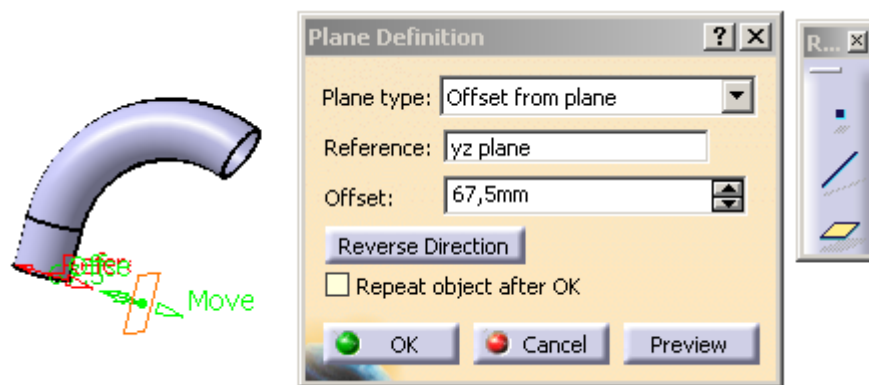 Plane Definition
R...
Plane type: Offset from plane
Reference: yz plane
Offset: 67,5mm
Reverse Direction
Repeat object after OK
OK Cancel Preview
Move